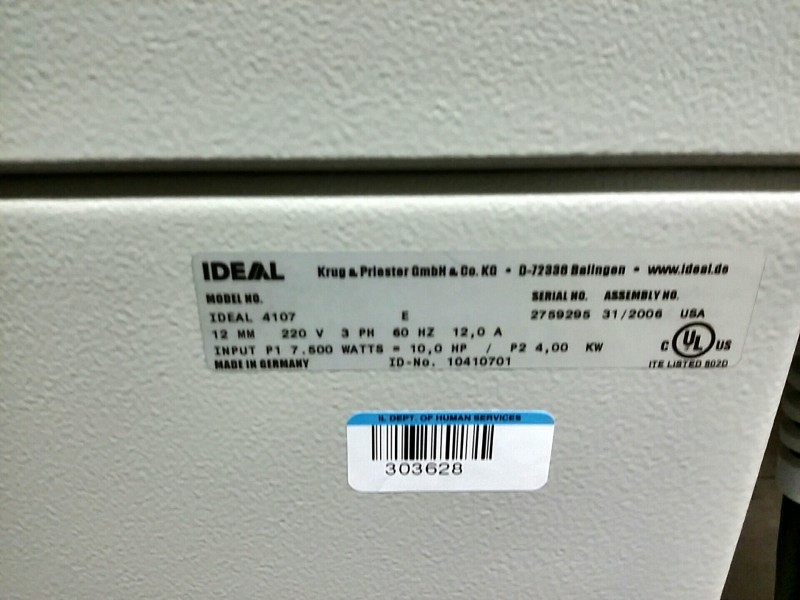 IDEAL Krug & Priester GmbH & Co. KG • D-72336 Balingen • www.ideal.de
MODEL NO. SERIAL NO. ASSEMBLY NO.
IDEAL 4107 E 2759295 31/2006 USA
12 MM 220 V 3 PH 60 HZ 12,0 A
INPUT P1 7.500 WATTS = 10,0 HP / P2 4,00 KW
C UL US
MADE IN GERMANY ID-No. 10410701 ITE LISTED 802D
IL DEPT. OF HUMAN SERVICES
303628